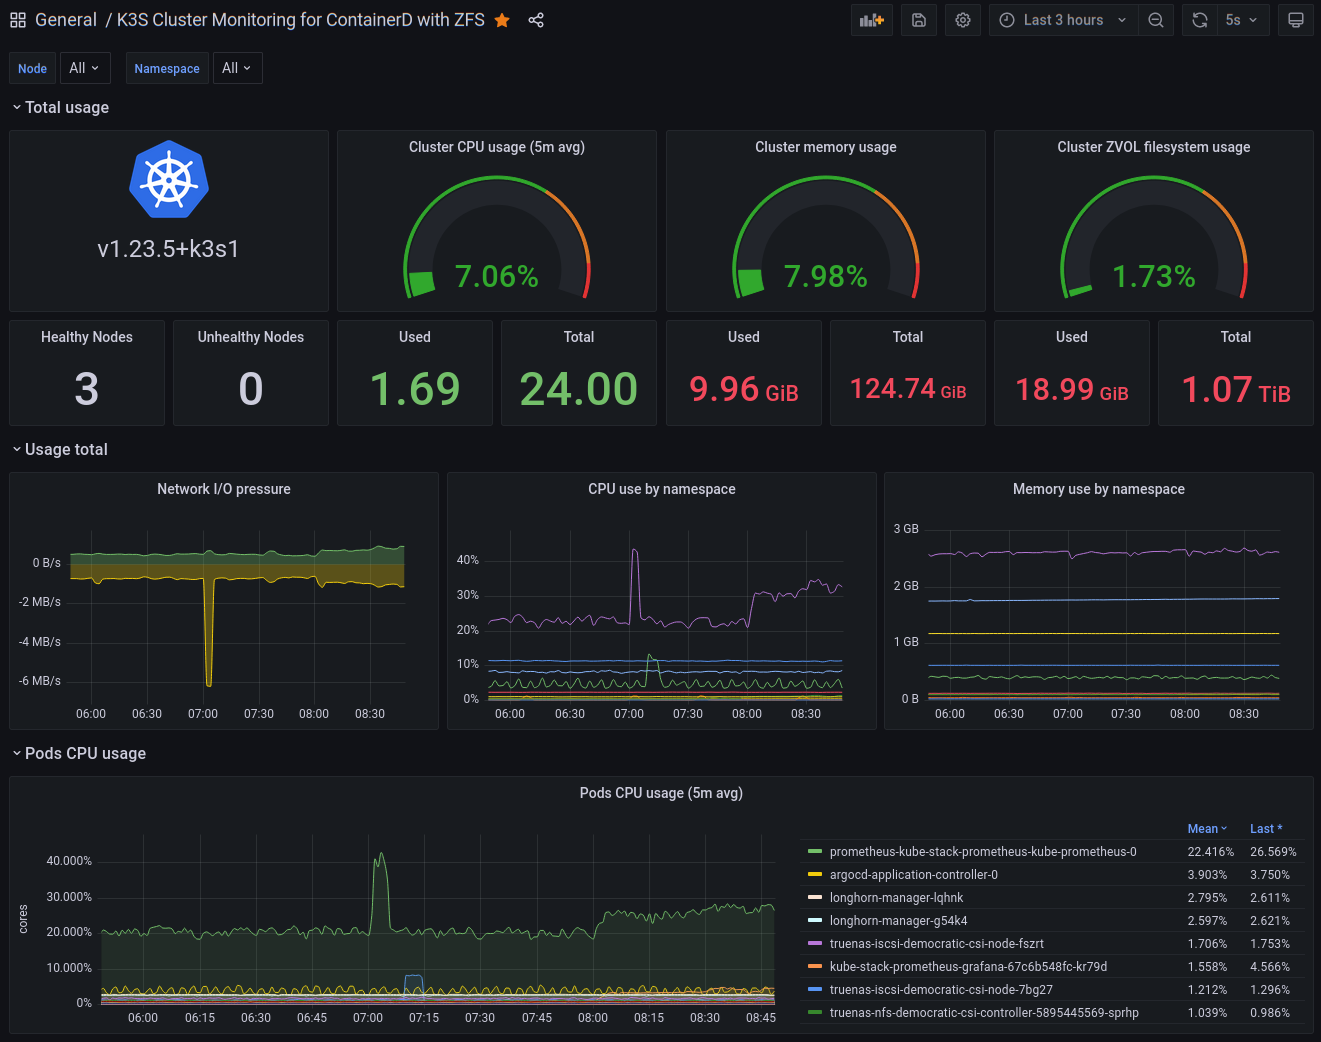 General / K3S Cluster Monitoring for ContainerD with ZFS
Last 3 hours
5s
Node All Namespace All
Total usage
v1.23.5+k3s1
Cluster CPU usage (5m avg)
7.06%
Cluster memory usage
7.98%
Cluster ZVOL filesystem usage
1.73%
Healthy Nodes
3
Unhealthy Nodes
0
Used
1.69
Total
24.00
Used
9.96 GiB
Total
124.74 GiB
Used
18.99 GiB
Total
1.07 TiB
Usage total
Network I/O pressure
0 B/s
-2 MB/s
-4 MB/s
-6 MB/s
06:00 06:30 07:00 07:30 08:00 08:30
CPU use by namespace
40%
30%
20%
10%
0%
06:00 06:30 07:00 07:30 08:00 08:30
Memory use by namespace
3 GB
2 GB
1 GB
0 B
06:00 06:30 07:00 07:30 08:00 08:30
Pods CPU usage
Pods CPU usage (5m avg)
cores
40.000%
30.000%
20.000%
10.000%
0%
06:00 06:15 06:30 06:45 07:00 07:15 07:30 07:45 08:00 08:15 08:30 08:45
Mean Last *
prometheus-kube-stack-prometheus-kube-prometheus-0 22.416% 26.569%
argocd-application-controller-0 3.903% 3.750%
longhorn-manager-lqhnk 2.795% 2.611%
longhorn-manager-g54k4 2.597% 2.621%
truenas-iscsi-democratic-csi-node-fszrt 1.706% 1.753%
kube-stack-prometheus-grafana-67c6b548fc-kr79d 1.558% 4.566%
truenas-iscsi-democratic-csi-node-7bg27 1.212% 1.296%
truenas-nfs-democratic-csi-controller-5895445569-sprhp 1.039% 0.986%